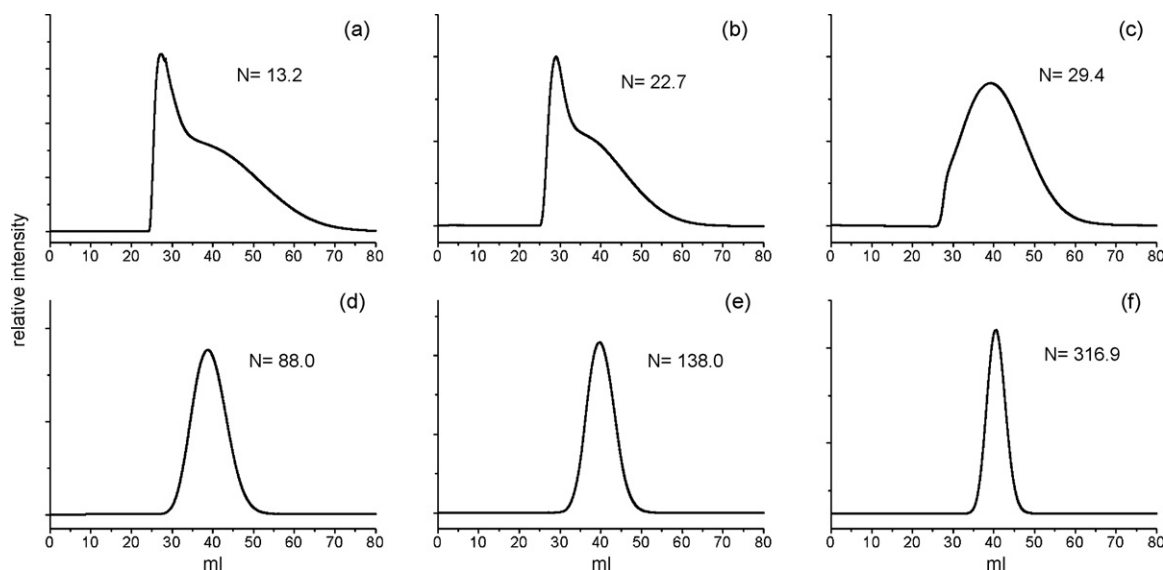 (a)
N= 13.2
(b)
N= 22.7
(c)
N= 29.4
0 10 20 30 40 50 60 70 80
0 10 20 30 40 50 60 70 80
0 10 20 30 40 50 60 70 80
relative intensity
(d)
N= 88.0
(e)
N= 138.0
(f)
N= 316.9
0 10 20 30 40 50 60 70 80
0 10 20 30 40 50 60 70 80
0 10 20 30 40 50 60 70 80
ml
ml
ml